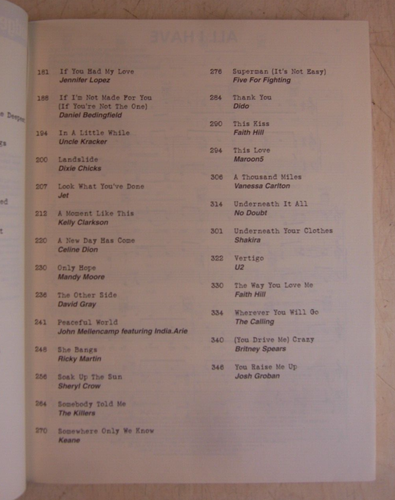 ALL I HAVE
e Deeper
gs
ed
t
181 If You Had My Love
Jennifer Lopez
188 If I'm Not Made For You
(If You're Not The One)
Daniel Bedingfield
194 In A Little While
Uncle Kracker
200 Landslide
Dixie Chicks
207 Look What You've Done
Jet
212 A Moment Like This
Kelly Clarkson
220 A New Day Has Come
Celine Dion
230 Only Hope
Mandy Moore
236 The Other Side
David Gray
241 Peaceful World
John Mellencamp featuring India.Arie
248 She Bangs
Ricky Martin
256 Soak Up The Sun
Sheryl Crow
264 Somebody Told Me
The Killers
270 Somewhere Only We Know
Keane
276 Superman (It's Not Easy)
Five For Fighting
284 Thank You
Dido
290 This Kiss
Faith Hill
294 This Love
Maroon5
306 A Thousand Miles
Vanessa Carlton
314 Underneath It All
No Doubt
301 Underneath Your Clothes
Shakira
322 Vertigo
U2
330 The Way You Love Me
Faith Hill
334 Wherever You Will Go
The Calling
340 (You Drive Me) Crazy
Britney Spears
346 You Raise Me Up
Josh Groban